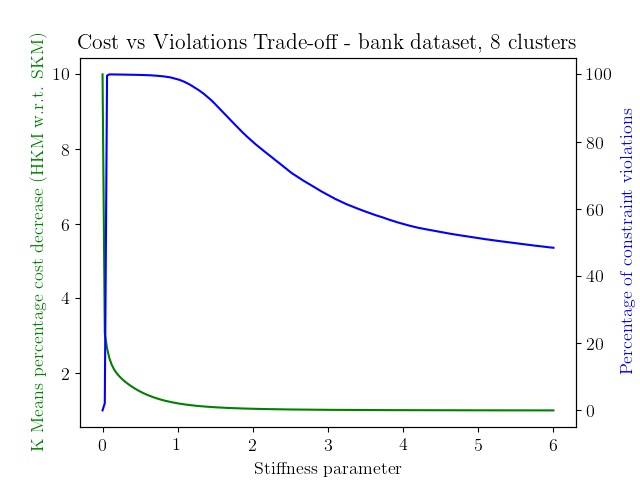 Cost vs Violations Trade-off - bank dataset, 8 clusters
K Means percentage cost decrease (HKM w.r.t. SKM)
10
8
6
4
2
100
80
60
40
20
0
Percentage of constraint violations
0 1 2 3 4 5 6
Stiffness parameter